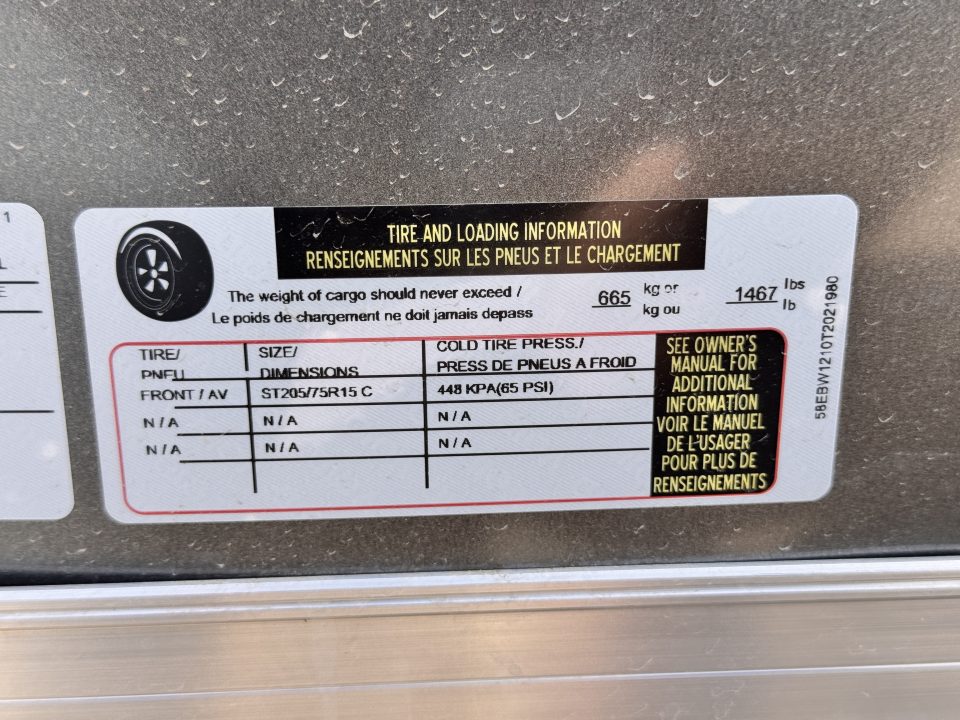 TIRE AND LOADING INFORMATION
RENSEIGNEMENTS SUR LES PNEUS ET LE CHARGEMENT
The weight of cargo should never exceed / 665 kg or 1467 lbs
Le poids de chargement ne doit jamais depass kg ou lb
TIRE/ SIZE/ COLD TIRE PRESS./
PNEU DIMENSIONS PRESS DE PNEUS A FROID
FRONT / AV ST205/75R15 C 448 KPA(65 PSI)
N / A N / A N / A
N / A N / A N / A
SEE OWNER'S
MANUAL FOR
ADDITIONAL
INFORMATION
VOIR LE MANUEL
DE L'USAGER
POUR PLUS DE
RENSEIGNEMENTS
58EBW1210T2021980
1